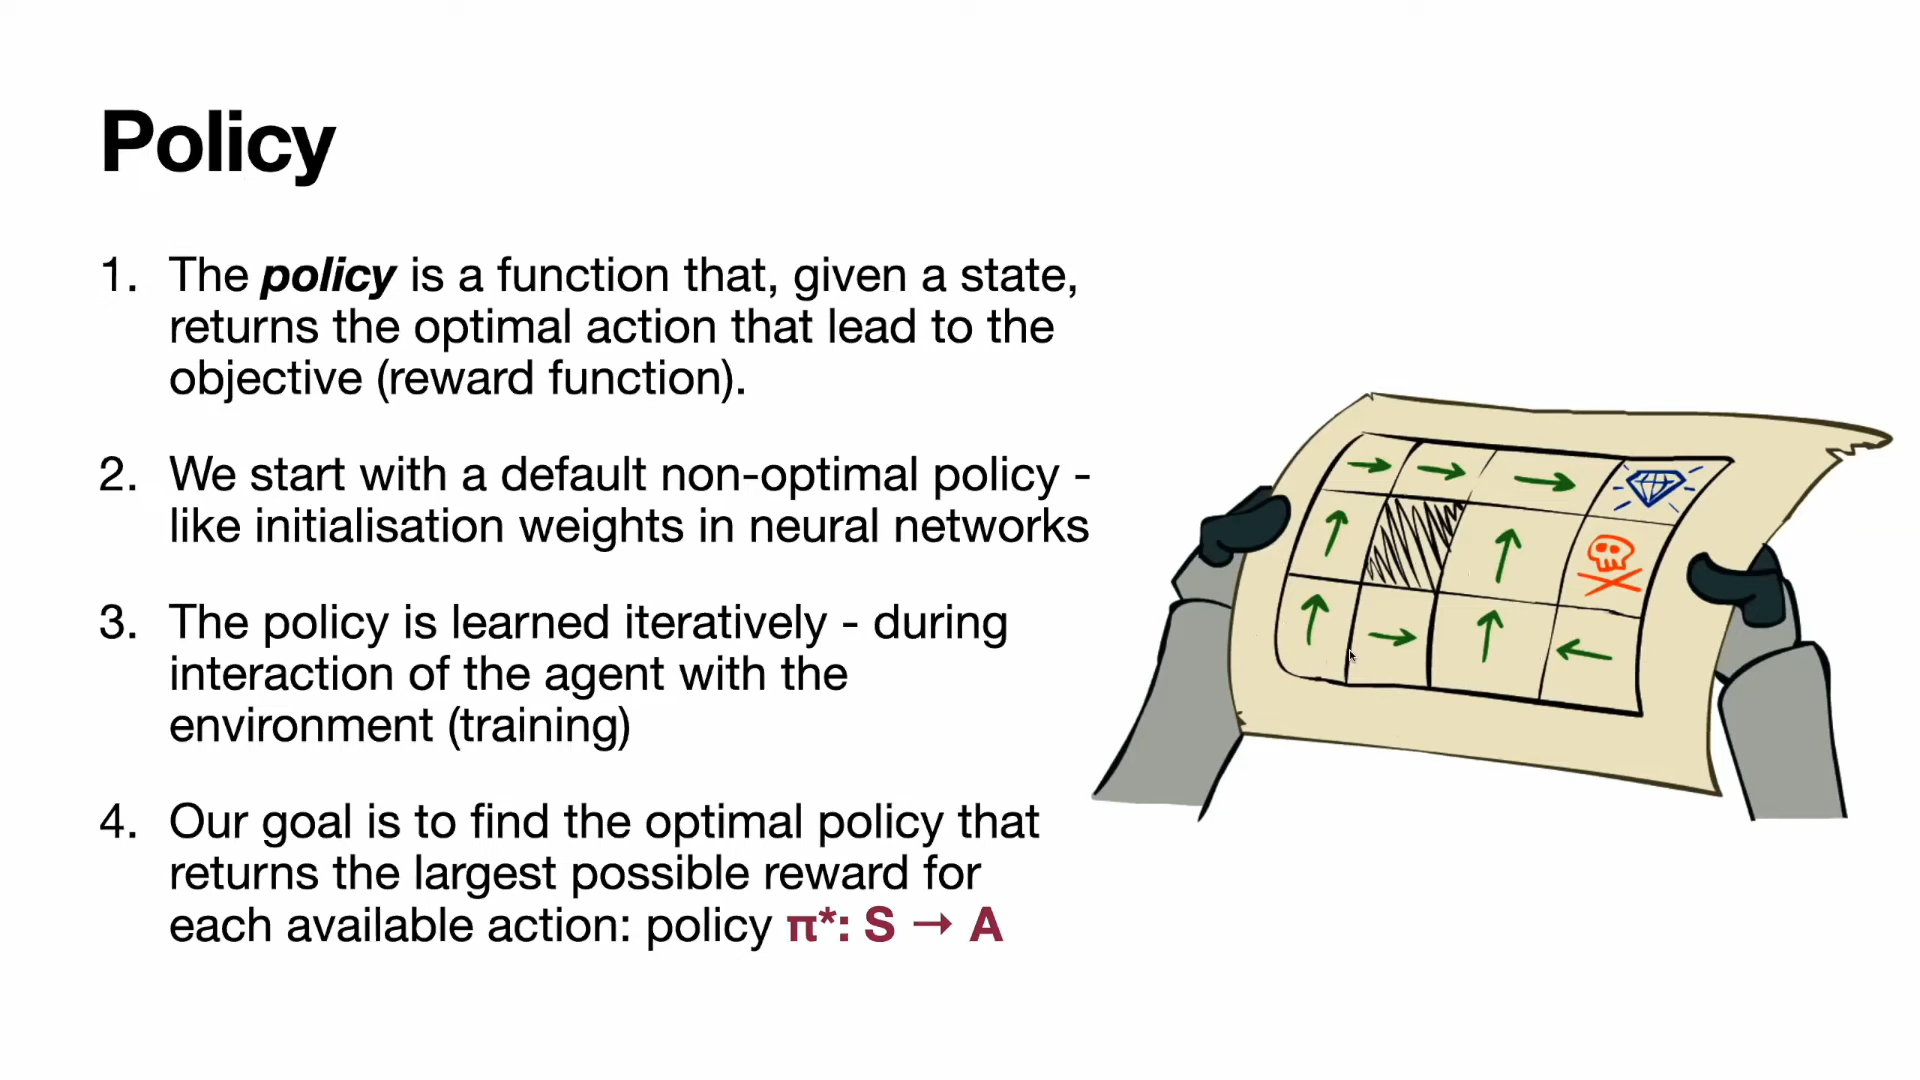 Policy
1. The policy is a function that, given a state,
returns the optimal action that lead to the
objective (reward function).
2. We start with a default non-optimal policy -
like initialisation weights in neural networks
3. The policy is learned iteratively - during
interaction of the agent with the
environment (training)
4. Our goal is to find the optimal policy that
returns the largest possible reward for
each available action: policy π*: S → A